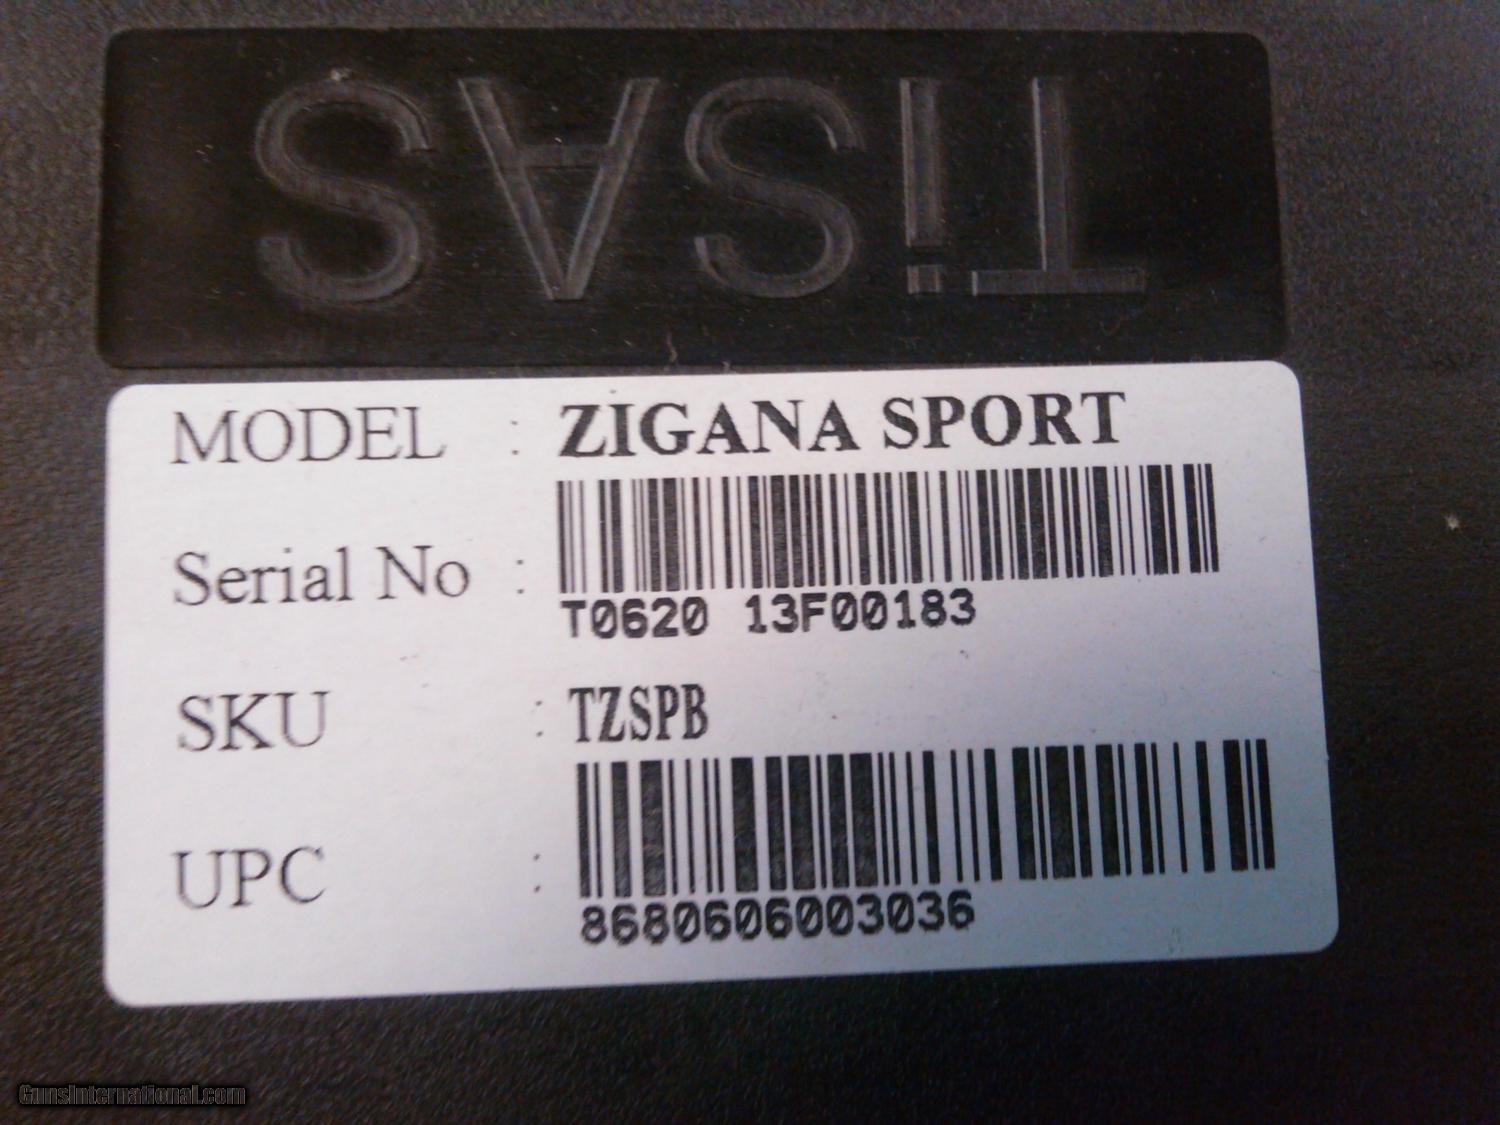 TiSAS
MODEL : ZIGANA SPORT
Serial No :
T0620 13F00183
SKU : TZSPB
UPC :
8680606003036
GunsInternational.com